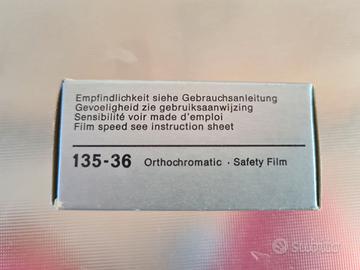 Empfindlichkeit siehe Gebrauchsanleitung
Gevoeligheid zie gebruiksaanwijzing
Sensibilité voir made d'emploi
Film speed see instruction sheet
135-36 Orthochromatic · Safety Film
subito